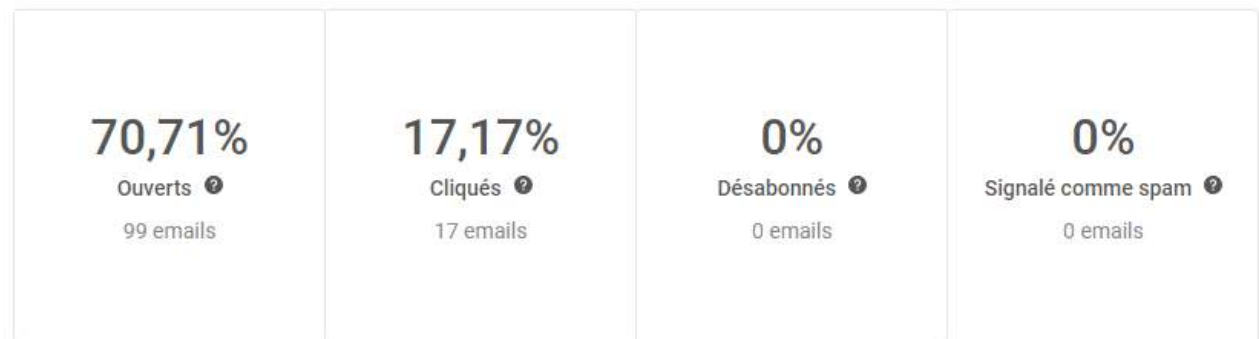 70,71%
Ouverts ?
99 emails
17,17%
Cliqués ?
17 emails
0%
Désabonnés ?
0 emails
0%
Signalé comme spam ?
0 emails